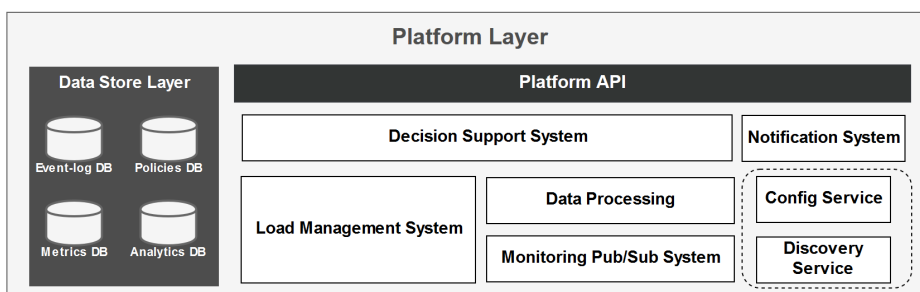 Platform Layer
Data Store Layer
Event-log DB
Policies DB
Metrics DB
Analytics DB
Platform API
Decision Support System
Notification System
Load Management System
Data Processing
Monitoring Pub/Sub System
Config Service
Discovery
Service